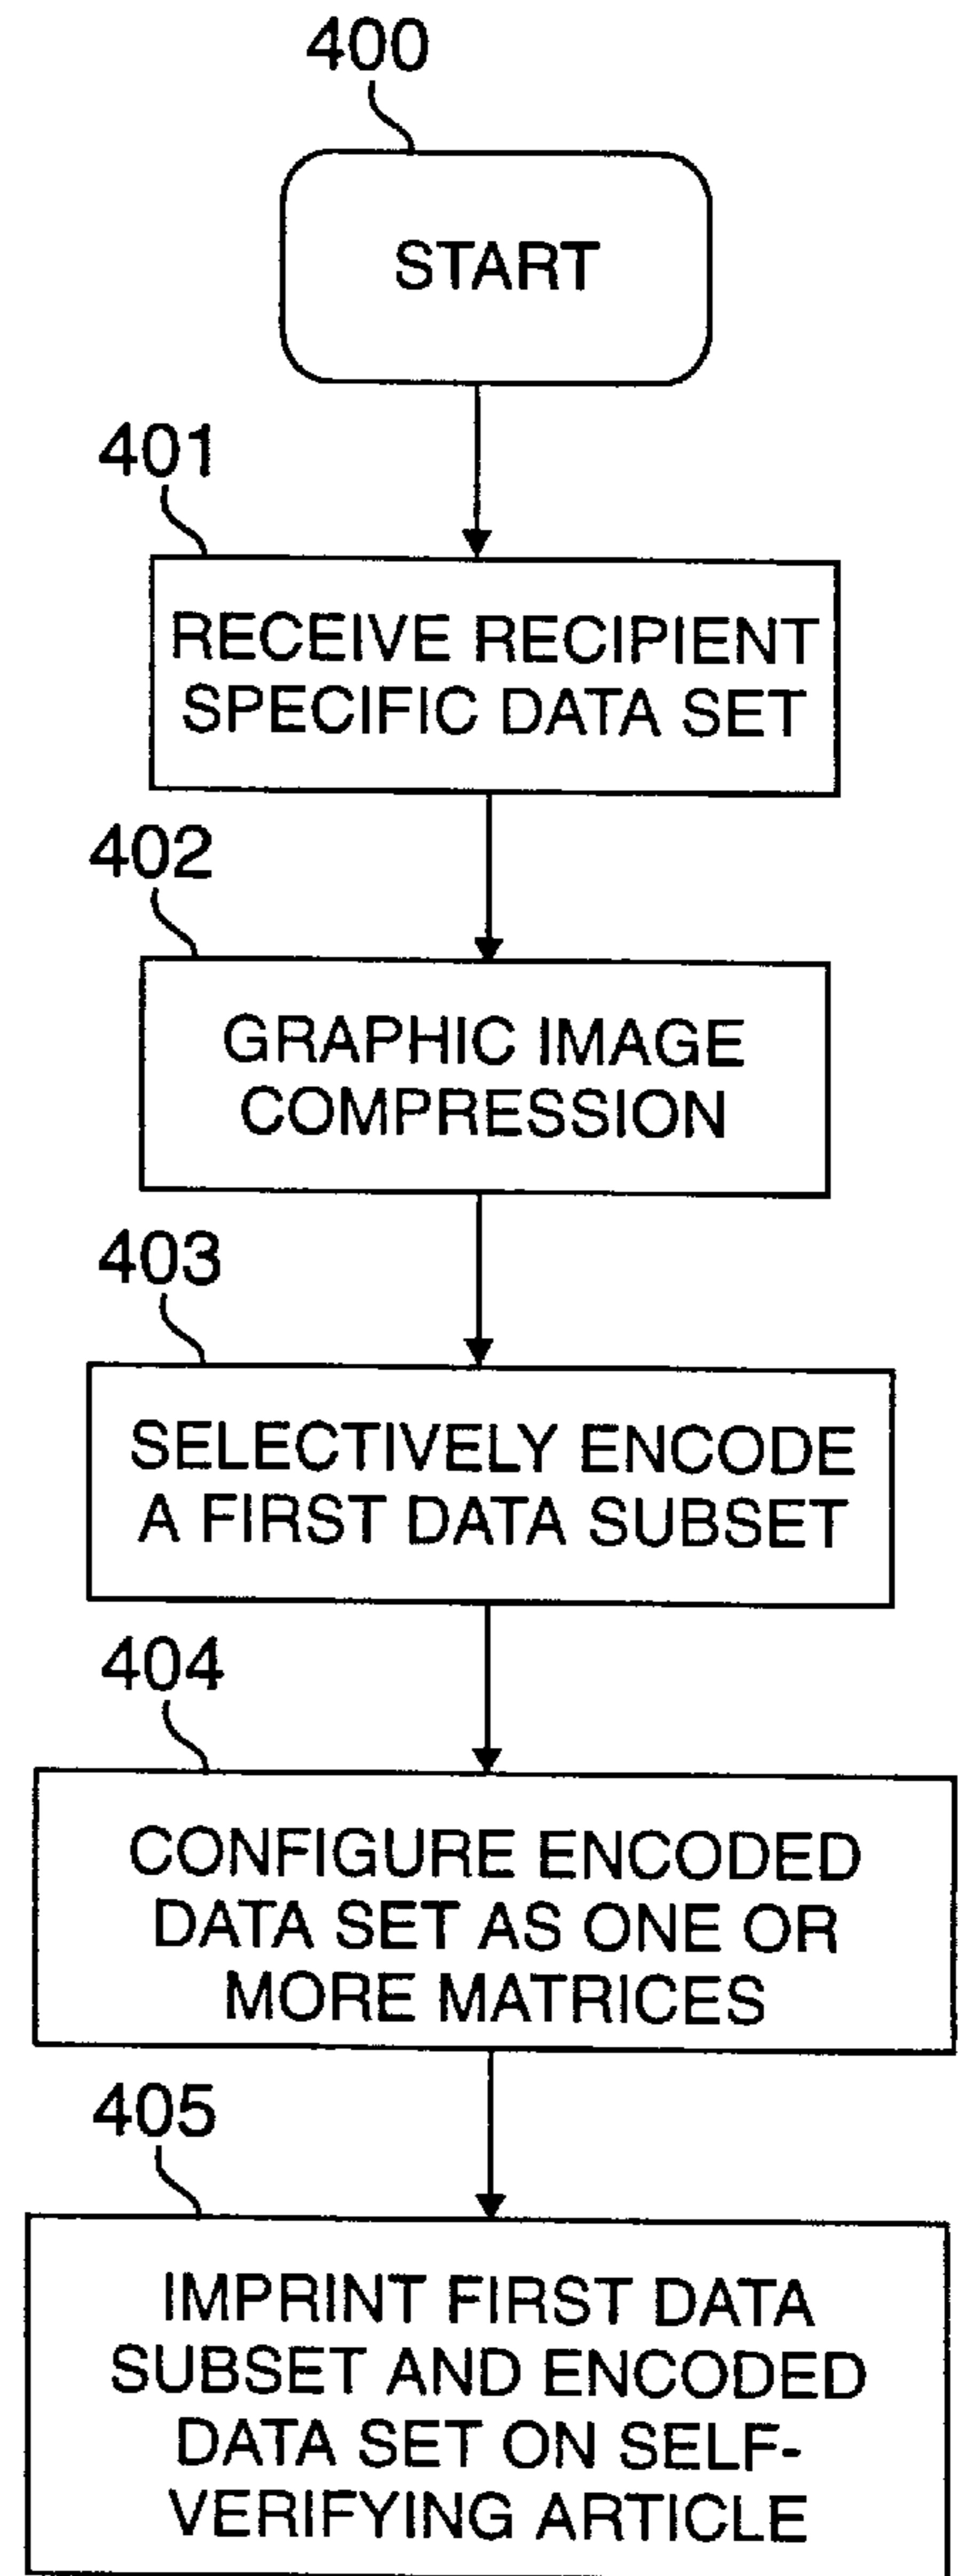 400
START
401
RECEIVE RECIPIENT
SPECIFIC DATA SET
402
GRAPHIC IMAGE
COMPRESSION
403
SELECTIVELY ENCODE
A FIRST DATA SUBSET
404
CONFIGURE ENCODED
DATA SET AS ONE OR
MORE MATRICES
405
IMPRINT FIRST DATA
SUBSET AND ENCODED
DATA SET ON SELF-
VERIFYING ARTICLE